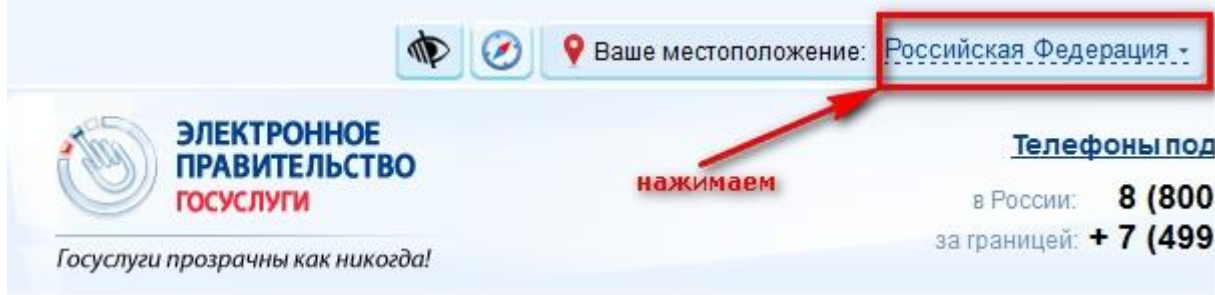 Ваше местоположение: Российская Федерация
ЭЛЕКТРОННОЕ
ПРАВИТЕЛЬСТВО
ГОСУСЛУГИ
Госуслуги прозрачны как никогда!
нажимаем
Телефоны под
в России: 8 (800
за границей: + 7 (499